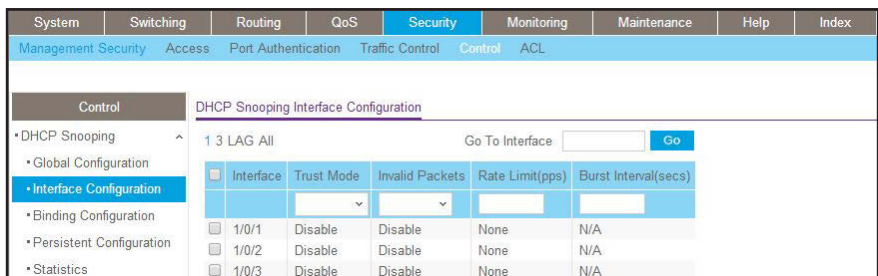 System Switching Routing QoS Security Monitoring Maintenance Help Index
Management Security Access Port Authentication Traffic Control Control ACL
Control
DHCP Snooping
Global Configuration
Interface Configuration
Binding Configuration
Persistent Configuration
Statistics
DHCP Snooping Interface Configuration
1 3 LAG All Go To Interface Go
Interface Trust Mode Invalid Packets Rate Limit(pps) Burst Interval(secs)
1/0/1 Disable Disable None N/A
1/0/2 Disable Disable None N/A
1/0/3 Disable Disable None N/A